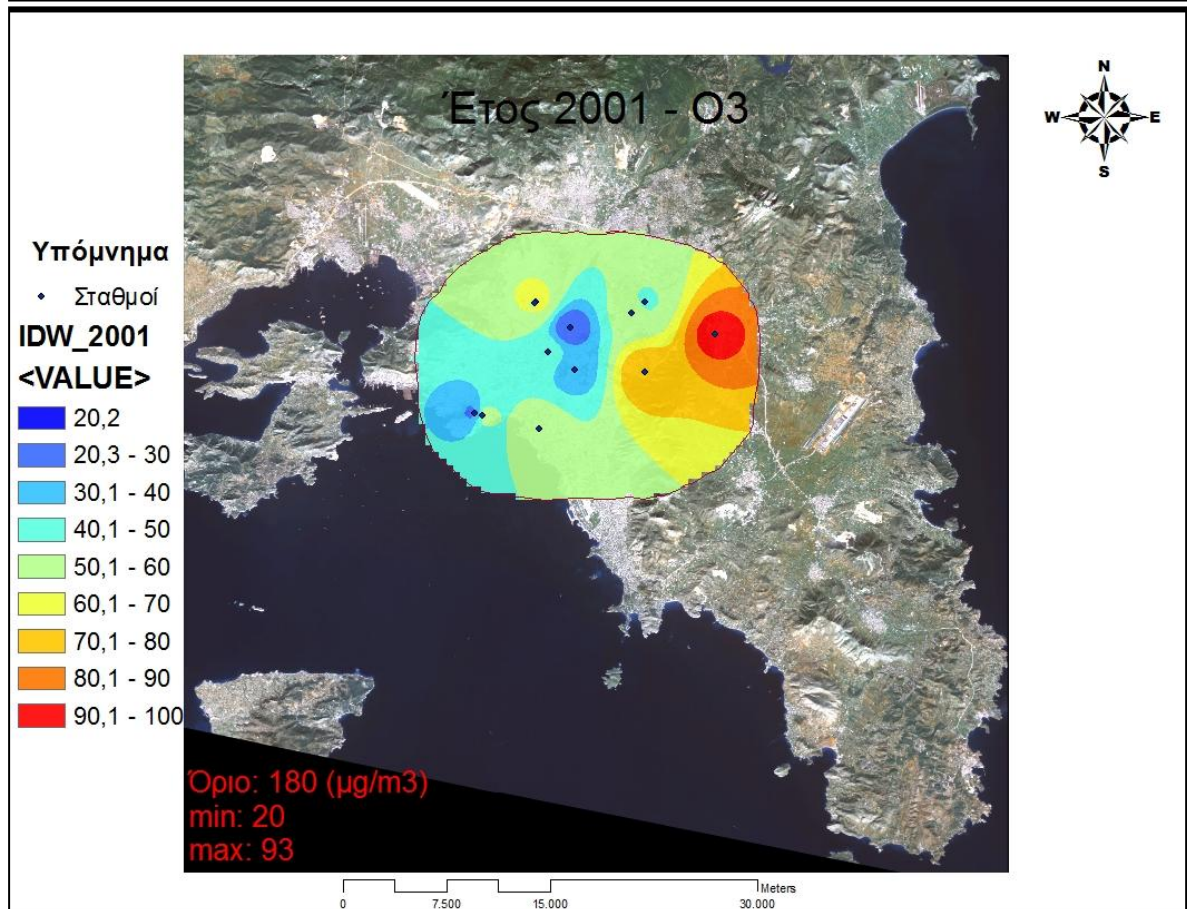 Έτος 2001 - O3
N
W E
S
Υπόμνημα
Σταθμοί
IDW_2001
<VALUE>
20,2
20,3 - 30
30,1 - 40
40,1 - 50
50,1 - 60
60,1 - 70
70,1 - 80
80,1 - 90
90,1 - 100
Όριο: 180 (μg/m3)
min: 20
max: 93
Meters
0 7.500 15.000 30.000